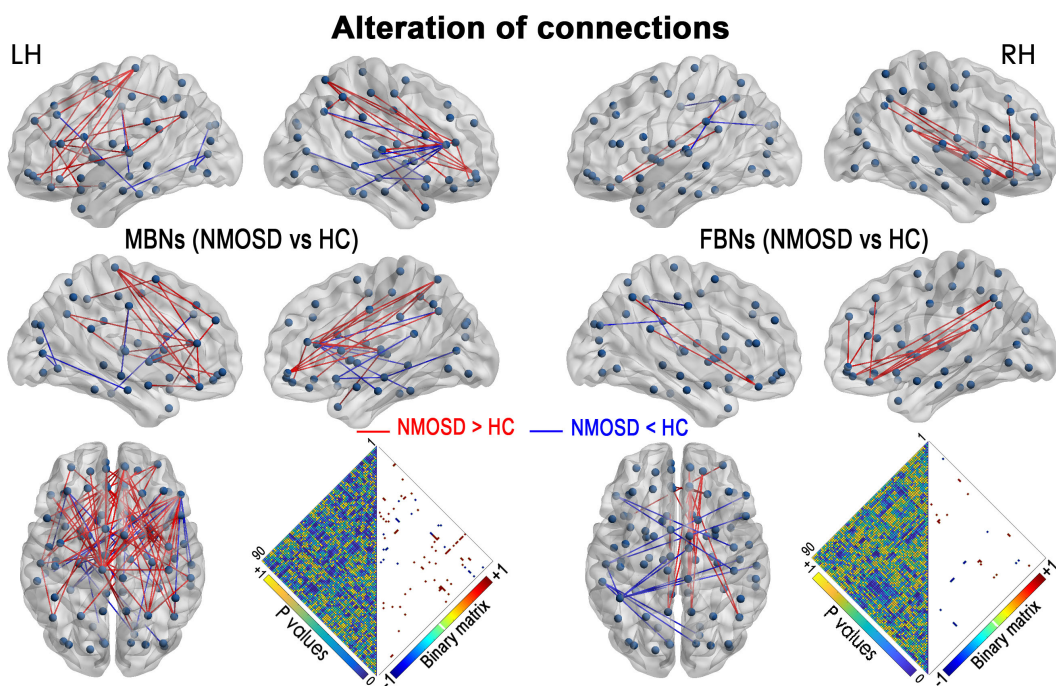 Alteration of connections
LH
RH
MBNs (NMOSD vs HC)
FBNs (NMOSD vs HC)
NMOSD > HC
NMOSD < HC
1
90
+1
P values
0
-1
Binary matrix
+1
1
90
+1
P values
0
-1
Binary matrix
+1